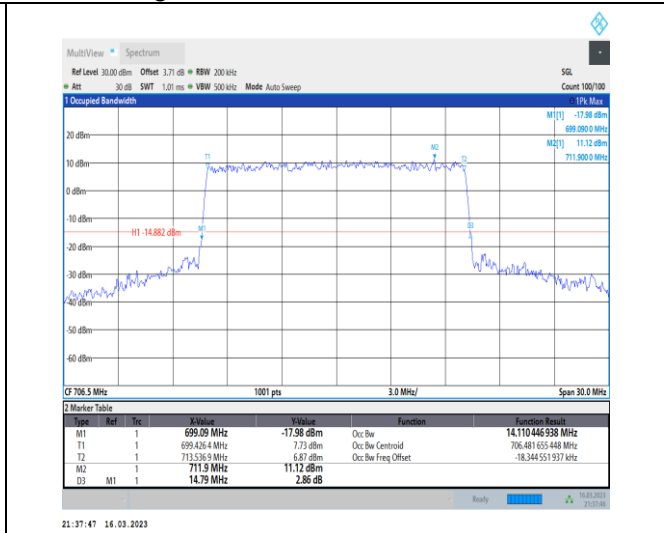 MultiView Spectrum
Ref Level 30.00 dBm Offset 3.71 dB RBW 200 kHz SGL
Att 30 dB SWT 1.01 ms VBW 500 kHz Mode Auto Sweep Count 100/100
1 Occupied Bandwidth 1Pk Max
M1[1] -17.98 dBm
699.090 0 MHz
M2[1] 11.12 dBm
711.900 0 MHz
20 dBm
M2
T1
T2
10 dBm
0 dBm
-10 dBm
H1 -14.882 dBm
M1
D3
-20 dBm
-30 dBm
-40 dBm
-50 dBm
-60 dBm
CF 706.5 MHz 1001 pts 3.0 MHz/ Span 30.0 MHz
2 Marker Table
Type Ref Trc X-Value Y-Value Function Function Result
M1 1 699.09 MHz -17.98 dBm Occ Bw 14.110 446 938 MHz
T1 1 699.426 4 MHz 7.73 dBm Occ Bw Centroid 706.481 655 448 MHz
T2 1 713.536 9 MHz 6.87 dBm Occ Bw Freq Offset -18.344 551 937 kHz
M2 1 711.9 MHz 11.12 dBm
D3 M1 1 14.79 MHz 2.86 dB
Ready 16.03.2023
21:37:48
21:37:47 16.03.2023